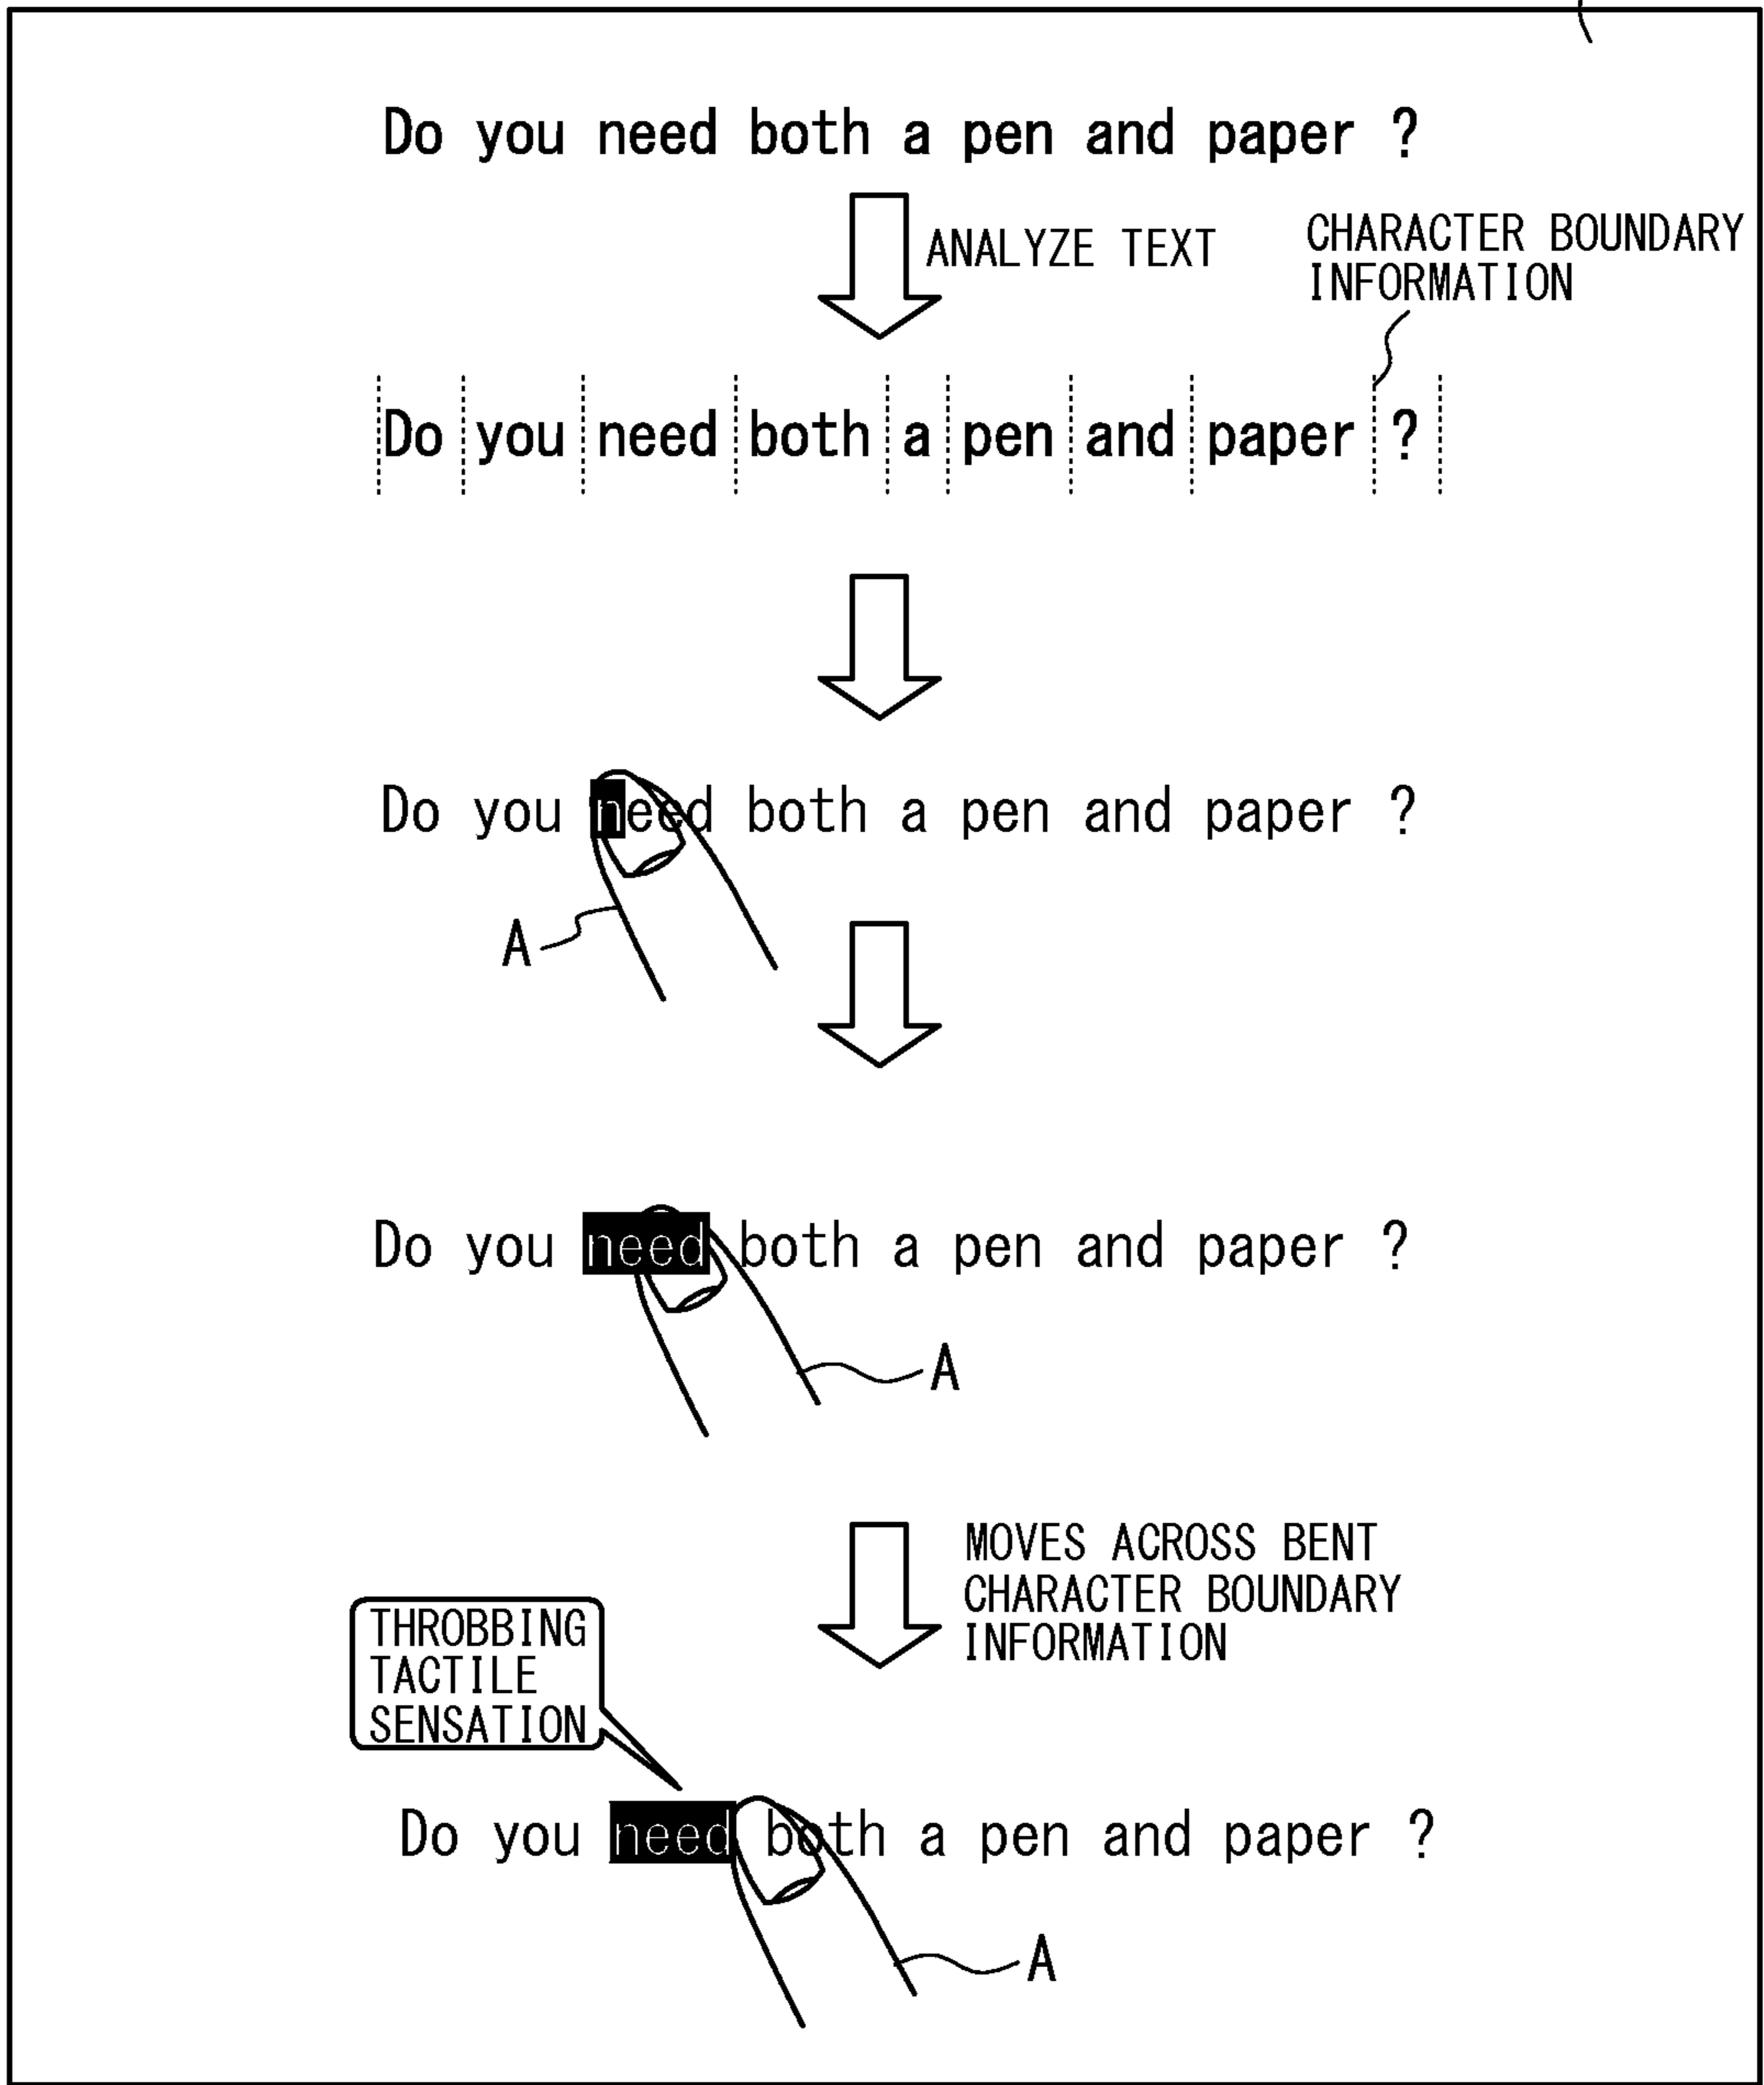 Do you need both a pen and paper ?
ANALYZE TEXT
CHARACTER BOUNDARY
INFORMATION
Do you need both a pen and paper ?
Do you need both a pen and paper ?
A
Do you need both a pen and paper ?
A
MOVES ACROSS BENT
CHARACTER BOUNDARY
INFORMATION
THROBBING
TACTILE
SENSATION
Do you need both a pen and paper ?
A